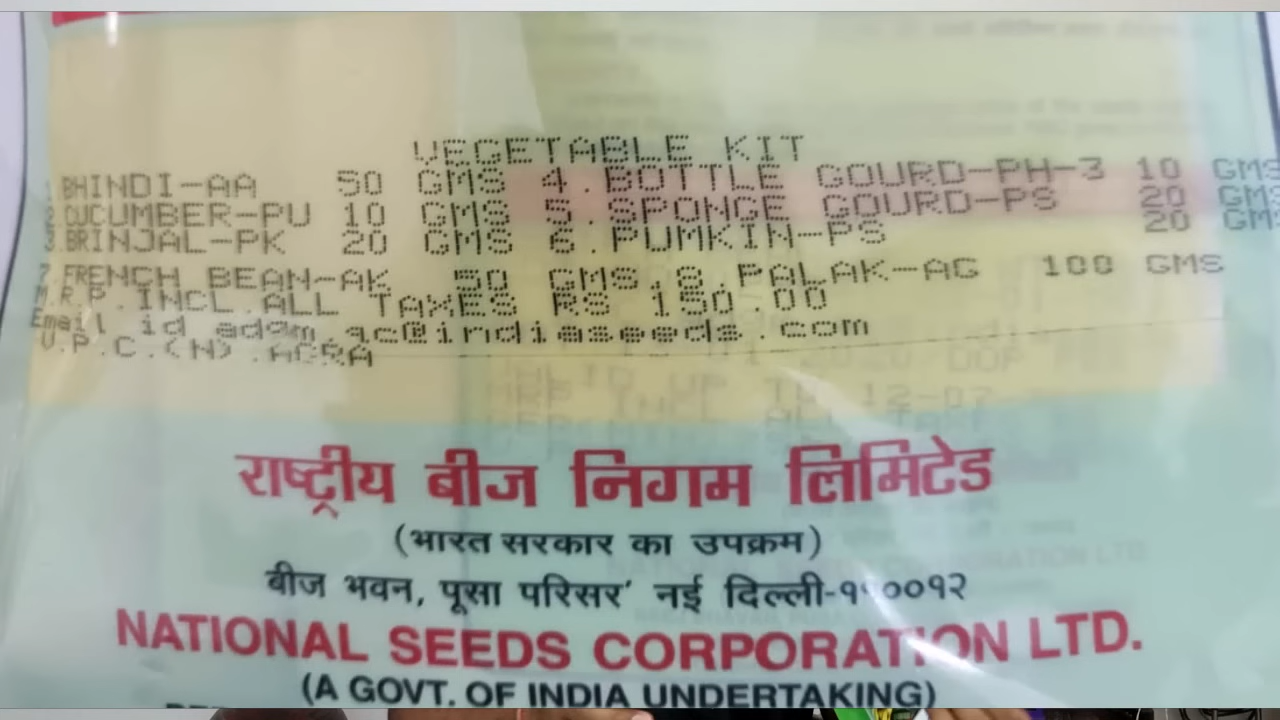 VEGETABLE KIT
1.BHINDI-AA 50 GMS 4.BOTTLE GOURD-PH-3 10 GMS
2.CUCUMBER-PU 10 GMS 5.SPONGE GOURD-PS 20 GMS
3.BRINJAL-PK 20 GMS 6.PUMKIN-PS 20 GMS
7.FRENCH BEAN-AK 50 GMS.8.PALAK-AG 100 GMS
M.R.P.INCL.ALL TAXES RS 150.00
Email id adqm.qc@indiaseeds.com
U.P.C.(N).AGRA
राष्ट्रीय बीज निगम लिमिटेड
(भारत सरकार का उपक्रम)
बीज भवन, पूसा परिसर' नई दिल्ली-११००१२
NATIONAL SEEDS CORPORATION LTD.
(A GOVT. OF INDIA UNDERTAKING)